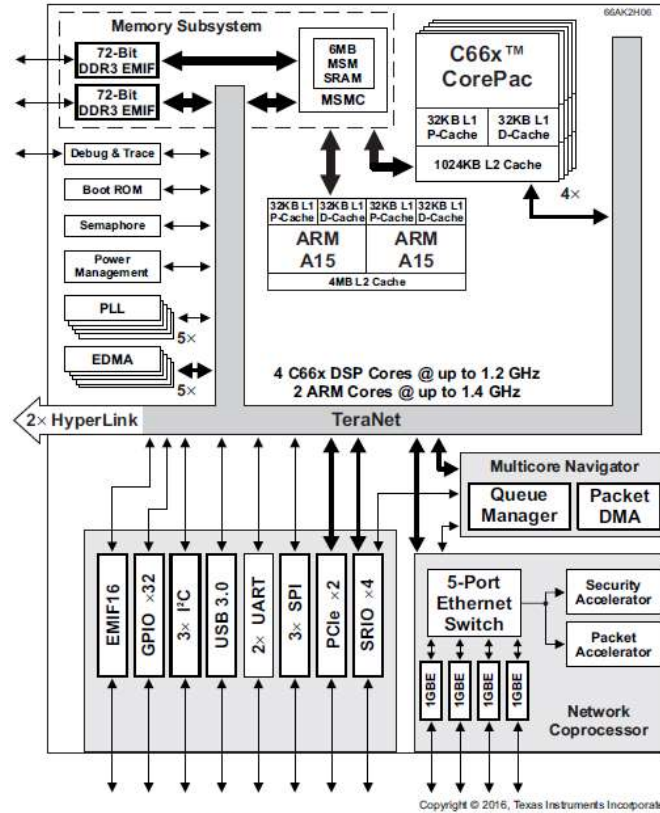 66AK2H06
Memory Subsystem
72-Bit
DDR3 EMIF
72-Bit
DDR3 EMIF
6MB
MSM
SRAM
MSMC
C66x™
CorePac
32KB L1
P-Cache
32KB L1
D-Cache
1024KB L2 Cache
4×
Debug & Trace
Boot ROM
Semaphore
Power
Management
PLL
5×
EDMA
5×
32KB L1
P-Cache
32KB L1
D-Cache
32KB L1
P-Cache
32KB L1
D-Cache
ARM
A15
ARM
A15
4MB L2 Cache
4 C66x DSP Cores @ up to 1.2 GHz
2 ARM Cores @ up to 1.4 GHz
2× HyperLink
TeraNet
Multicore Navigator
Queue
Manager
Packet
DMA
EMIF16
GPIO ×32
3× I²C
USB 3.0
2× UART
3× SPI
PCIe ×2
SRIO ×4
5-Port
Ethernet
Switch
Security
Accelerator
Packet
Accelerator
1GBE
1GBE
1GBE
1GBE
Network
Coprocessor
Copyright © 2016, Texas Instruments Incorporate